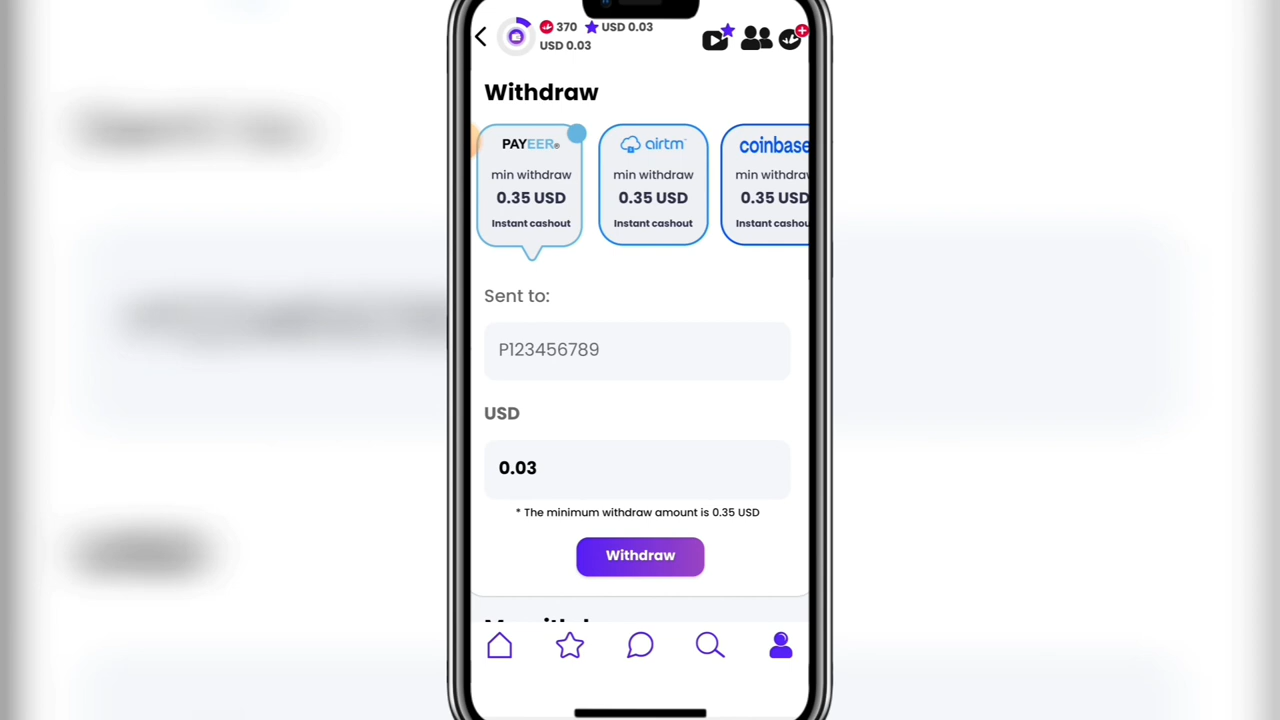 370 USD 0.03
USD 0.03
Withdraw
PAYEER®
min withdraw
0.35 USD
Instant cashout
airtm™
min withdraw
0.35 USD
Instant cashout
coinbase
min withdraw
0.35 USD
Instant cashou
Sent to:
P123456789
USD
0.03
* The minimum withdraw amount is 0.35 USD
Withdraw